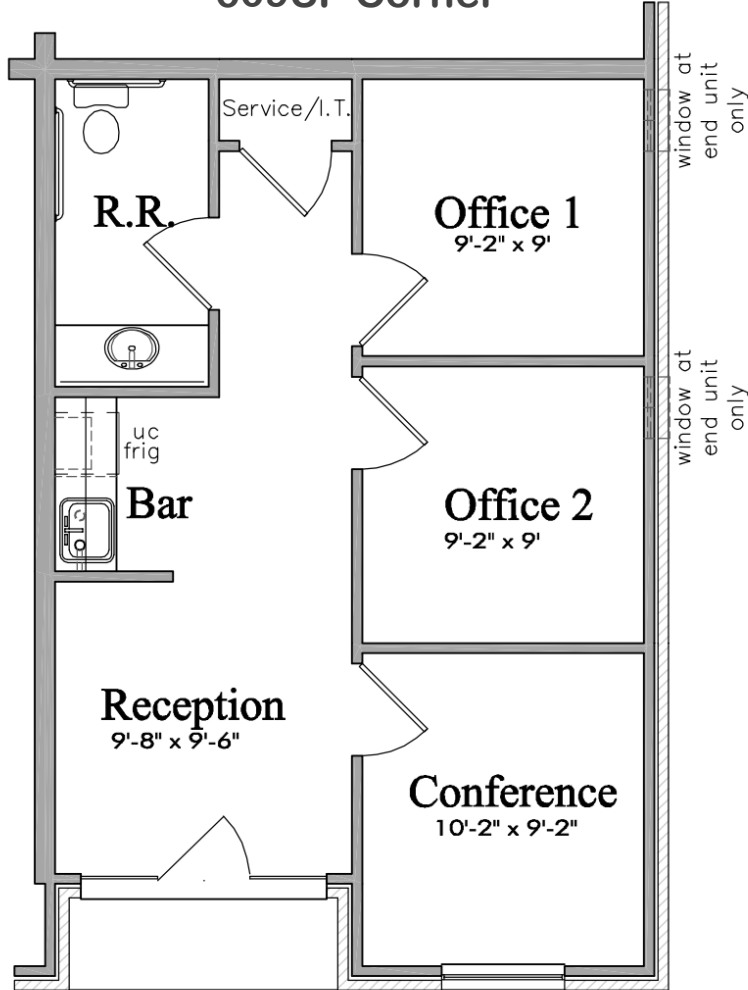 Corner
Service/I.T.
window at
end unit
only
R.R.
Office 1
9'-2" x 9'
uc
frig
window at
end unit
only
Bar
Office 2
9'-2" x 9'
Reception
9'-8" x 9'-6"
Conference
10'-2" x 9'-2"